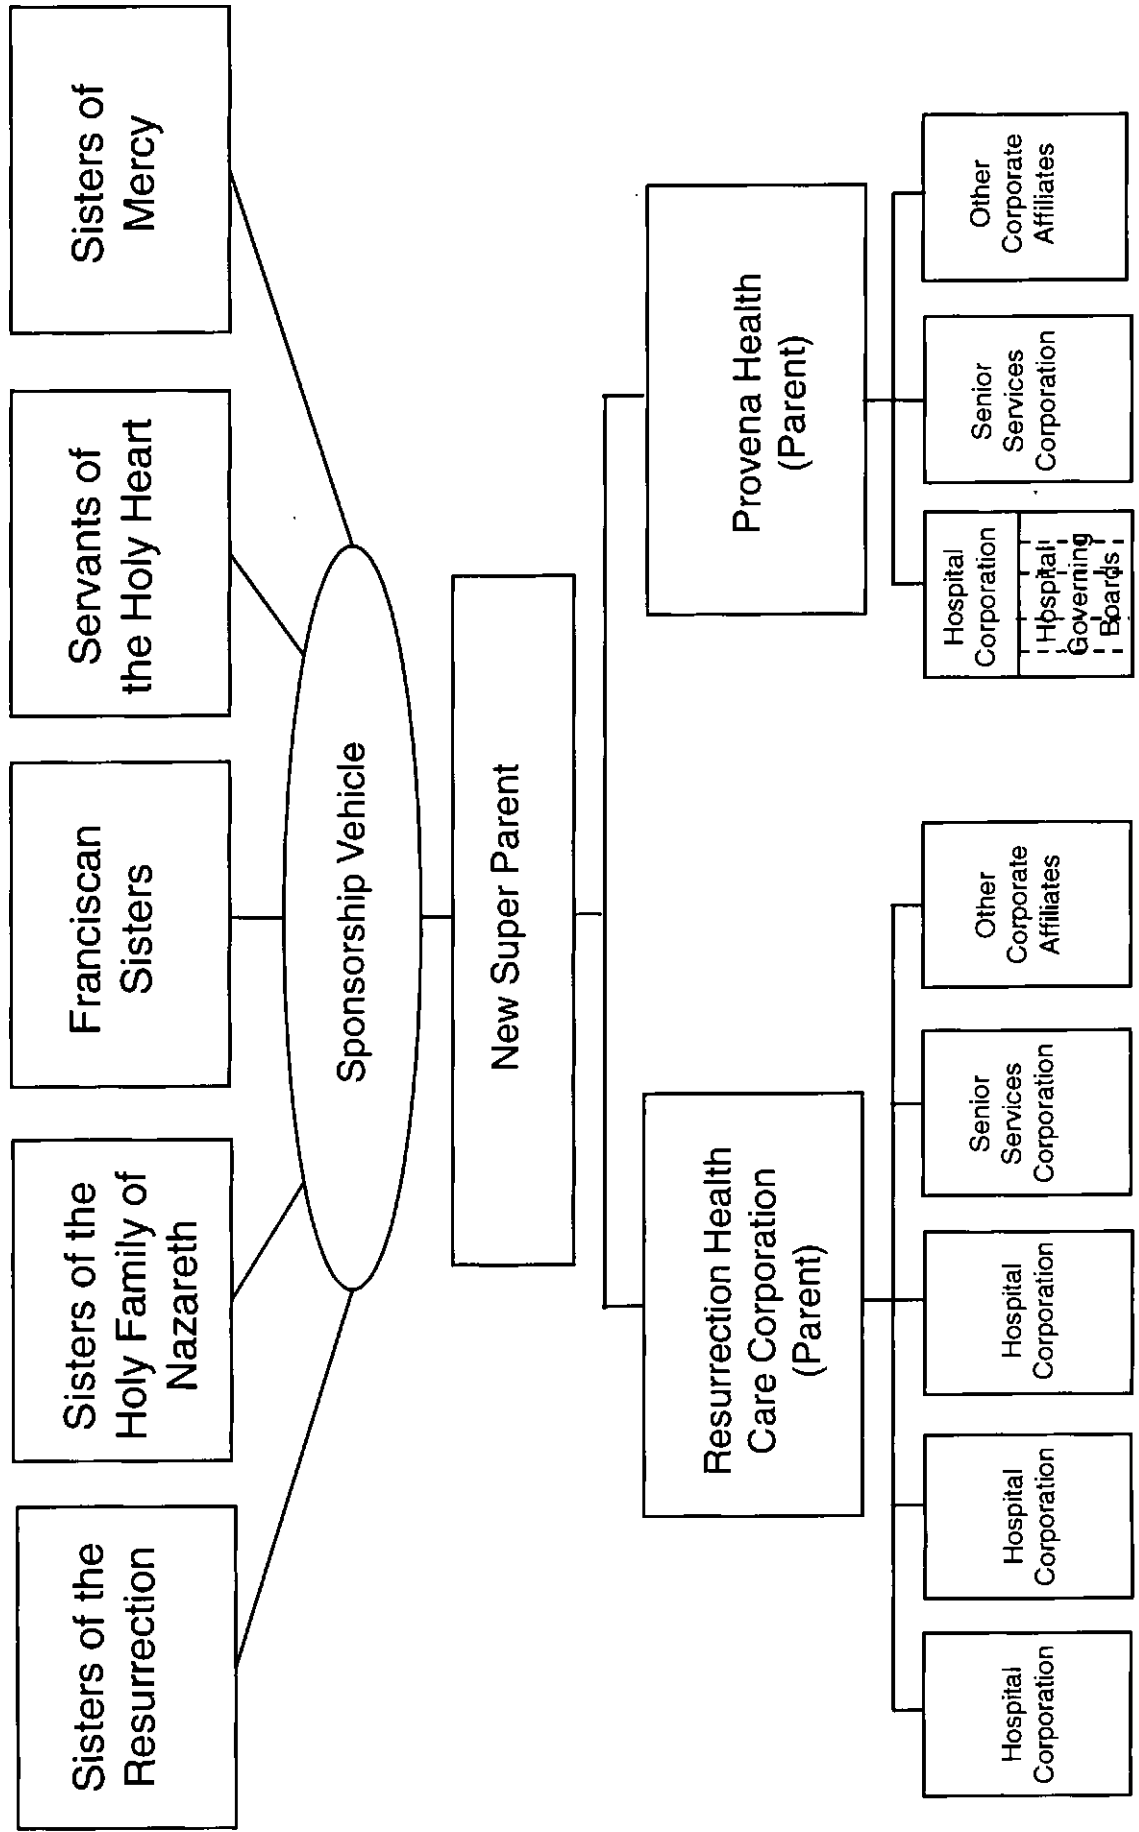 Sisters of the
Resurrection
Sisters of the
Holy Family of
Nazareth
Franciscan
Sisters
Servants of
the Holy Heart
Sisters of
Mercy
Sponsorship Vehicle
New Super Parent
Resurrection Health
Care Corporation
(Parent)
Provena Health
(Parent)
Hospital
Corporation
Hospital
Corporation
Hospital
Corporation
Senior
Services
Corporation
Other
Corporate
Affiliates
Hospital
Corporation
Hospital
Governing
Boards
Senior
Services
Corporation
Other
Corporate
Affiliates